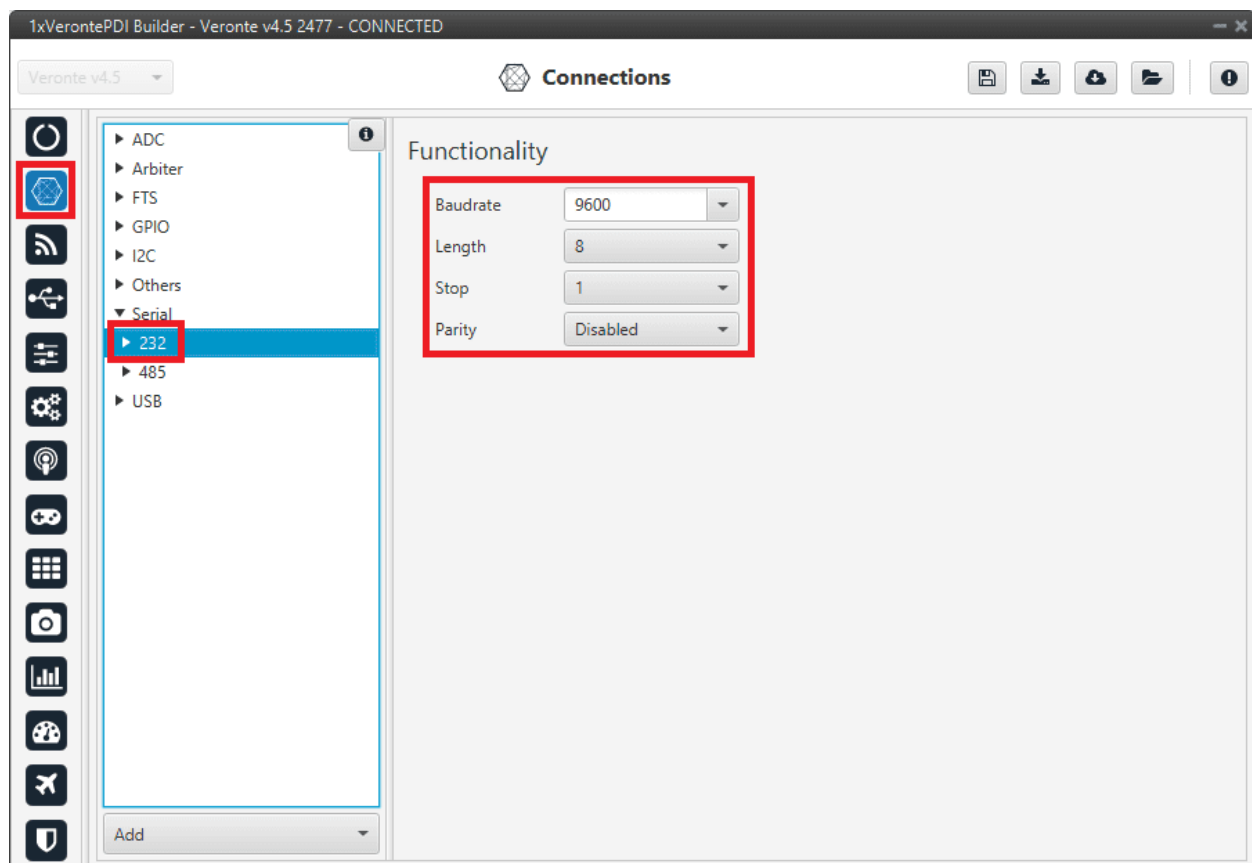 1xVerontePDI Builder - Veronte v4.5 2477 - CONNECTED
Veronte v4.5
Connections
ADC
Arbiter
FTS
GPIO
I2C
Others
Serial
232
485
USB
Add
Functionality
Baudrate 9600
Length 8
Stop 1
Parity Disabled